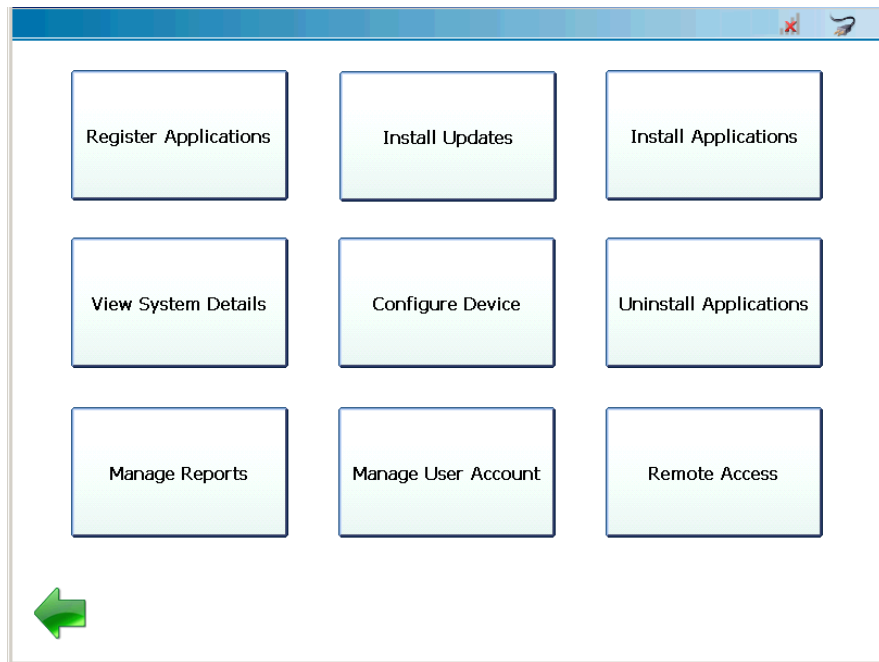 Register Applications
Install Updates
Install Applications
View System Details
Configure Device
Uninstall Applications
Manage Reports
Manage User Account
Remote Access